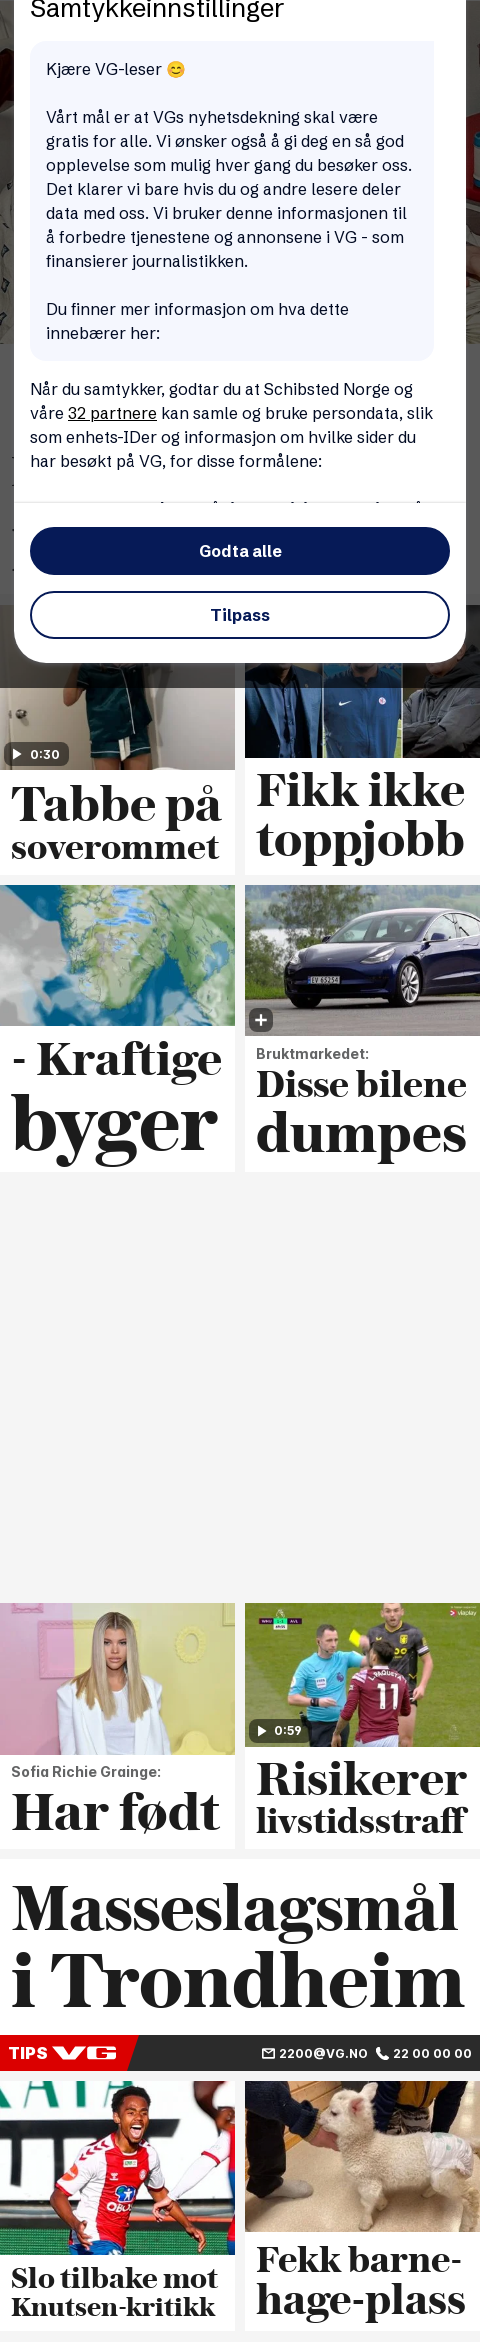 Samtykkeinnstillinger
Kjære VG-leser 😊
Vårt mål er at VGs nyhetsdekning skal være
gratis for alle. Vi ønsker også å gi deg en så god
opplevelse som mulig hver gang du besøker oss.
Det klarer vi bare hvis du og andre lesere deler
data med oss. Vi bruker denne informasjonen til
å forbedre tjenestene og annonsene i VG - som
finansierer journalistikken.
Du finner mer informasjon om hva dette
innebærer her:
Når du samtykker, godtar du at Schibsted Norge og
våre 32 partnere kan samle og bruke persondata, slik
som enhets-IDer og informasjon om hvilke sider du
har besøkt på VG, for disse formålene:
Godta alle
Tilpass
0:30
Tabbe på
soverommet
Fikk ikke
toppjobb
- Kraftige
byger
Bruktmarkedet:
Disse bilene
dumpes
Sofia Richie Grainge:
Har født
viaplay
L. PAQUETÁ
11
0:59
Risikerer
livstidsstraff
Masseslagsmål
i Trondheim
TIPS VG
2200@VG.NO 22 00 00 00
OBOS
Slo tilbake mot
Knutsen-kritikk
Fekk barne-
hage-plass